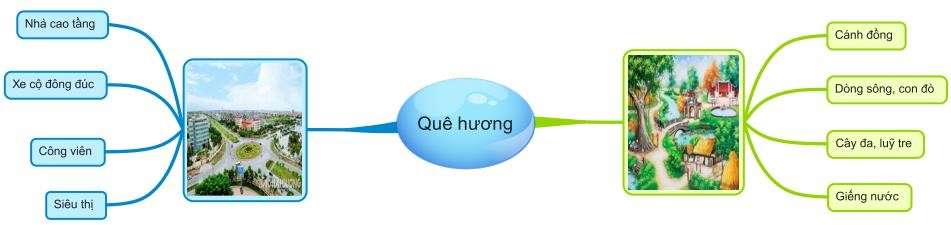 Nhà cao tầng
Xe cộ đông đúc
Công viên
Siêu thị
Quê hương
Cánh đồng
Dòng sông, con đò
Cây đa, luỹ tre
Giếng nước